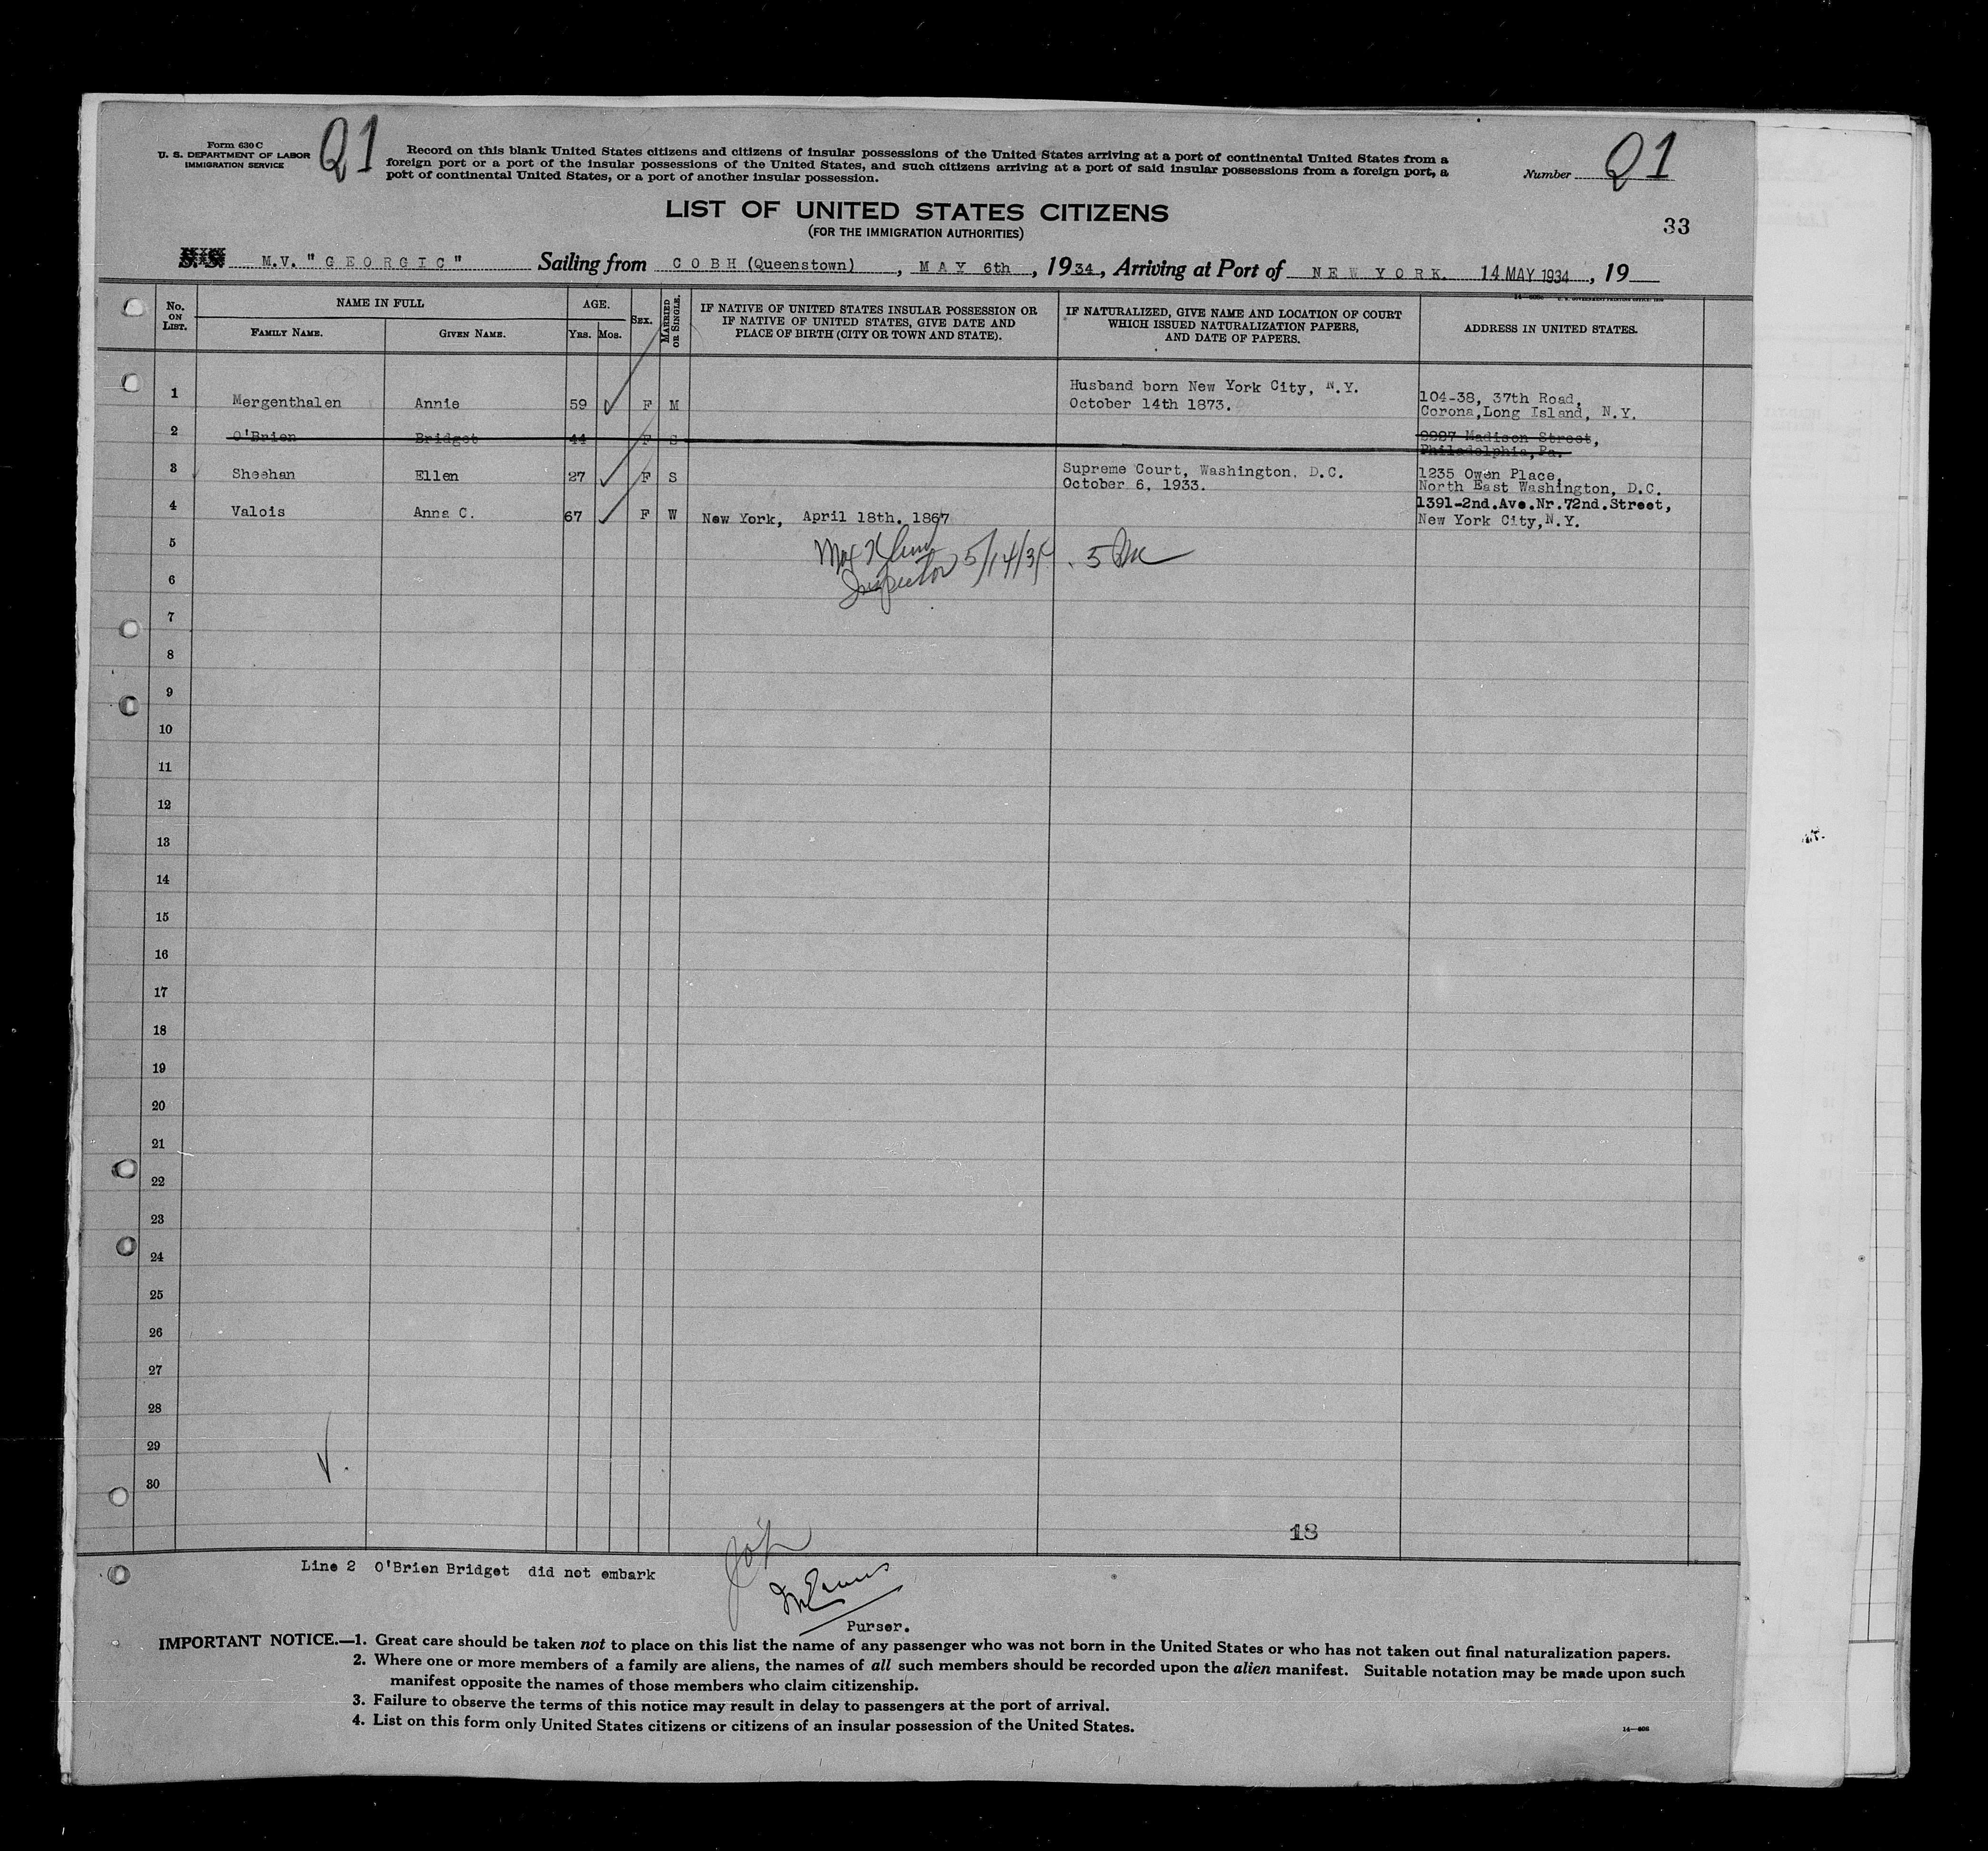 Form 630 C
U. S. DEPARTMENT OF LABOR
IMMIGRATION SERVICE
Q1
Record on this blank United States citizens and citizens of insular possessions of the United States arriving at a port of continental United States from a
foreign port or a port of the insular possessions of the United States, and such citizens arriving at a port of said insular possessions from a foreign port, a
port of continental United States, or a port of another insular possession.
Number Q1
LIST OF UNITED STATES CITIZENS
(FOR THE IMMIGRATION AUTHORITIES)
33
S. S. M.V. "GEORGIC" Sailing from COBH (Queenstown), MAY 6th, 1934, Arriving at Port of NEW YORK. 14 MAY 1934, 19
No. ON LIST. NAME IN FULL FAMILY NAME. GIVEN NAME. AGE. YRS. MOS. SEX. MARRIED OR SINGLE. IF NATIVE OF UNITED STATES INSULAR POSSESSION OR IF NATIVE OF UNITED STATES, GIVE DATE AND PLACE OF BIRTH (CITY OR TOWN AND STATE). IF NATURALIZED, GIVE NAME AND LOCATION OF COURT WHICH ISSUED NATURALIZATION PAPERS, AND DATE OF PAPERS. ADDRESS IN UNITED STATES.
1 Mergenthalen Annie 59 F M Husband born New York City, N.Y. October 14th 1873. 104-38, 37th Road, Corona, Long Island, N.Y.
2 O'Brien Bridget 44 F S Madison Street, Philadelphia, Pa.
3 Sheehan Ellen 27 F S Supreme Court, Washington, D.C. October 6, 1933. 1235 Owen Place, North East Washington, D.C.
4 Valois Anna C. 67 F W New York, April 18th, 1867 1391-2nd.Ave.Nr.72nd.Street, New York City, N.Y.
5
Inspector 5/14/34
6
7
8
9
10
11
12
13
14
15
16
17
18
19
20
21
22
23
24
25
26
27
28
29
30
18
Line 2 O'Brien Bridget did not embark
Purser.
IMPORTANT NOTICE.—1. Great care should be taken not to place on this list the name of any passenger who was not born in the United States or who has not taken out final naturalization papers.
2. Where one or more members of a family are aliens, the names of all such members should be recorded upon the alien manifest. Suitable notation may be made upon such
manifest opposite the names of those members who claim citizenship.
3. Failure to observe the terms of this notice may result in delay to passengers at the port of arrival.
4. List on this form only United States citizens or citizens of an insular possession of the United States.